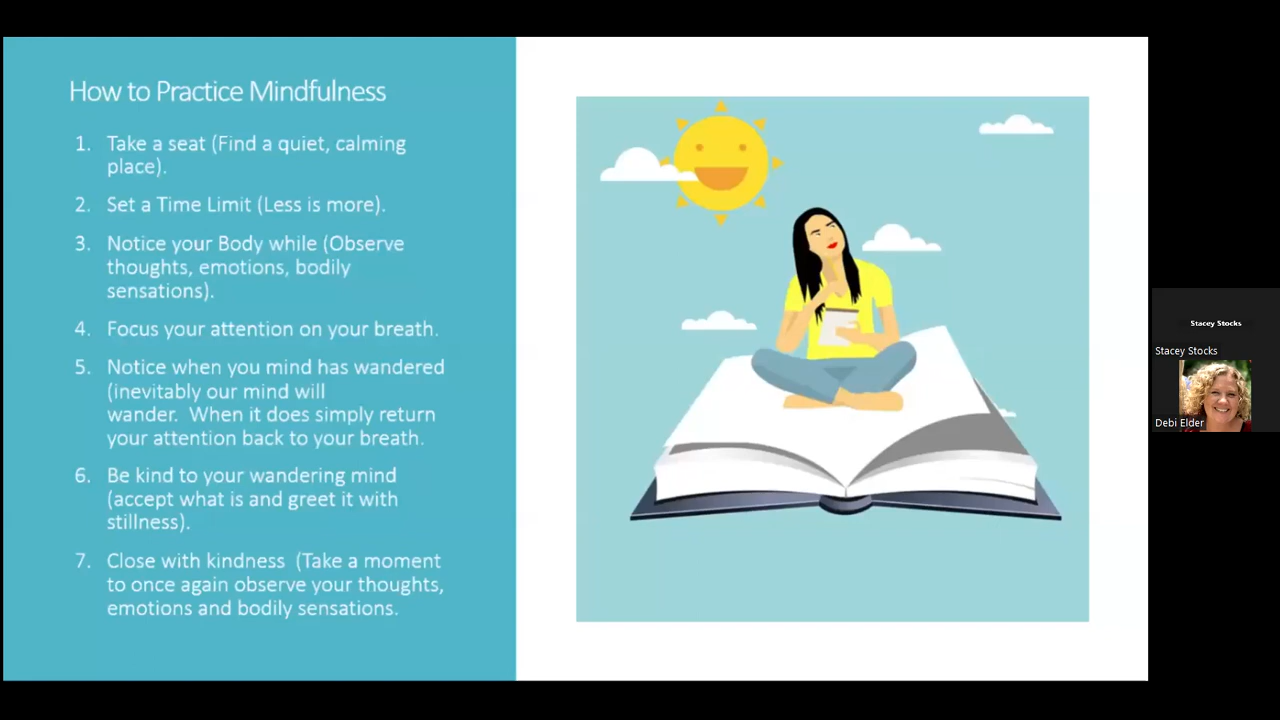 How to Practice Mindfulness
1. Take a seat (Find a quiet, calming
place).
2. Set a Time Limit (Less is more).
3. Notice your Body while (Observe
thoughts, emotions, bodily
sensations).
4. Focus your attention on your breath.
5. Notice when you mind has wandered
(inevitably our mind will
wander.  When it does simply return
your attention back to your breath.
6. Be kind to your wandering mind
(accept what is and greet it with
stillness).
7. Close with kindness  (Take a moment
to once again observe your thoughts,
emotions and bodily sensations.
Stacey Stocks
Stacey Stocks
Debi Elder